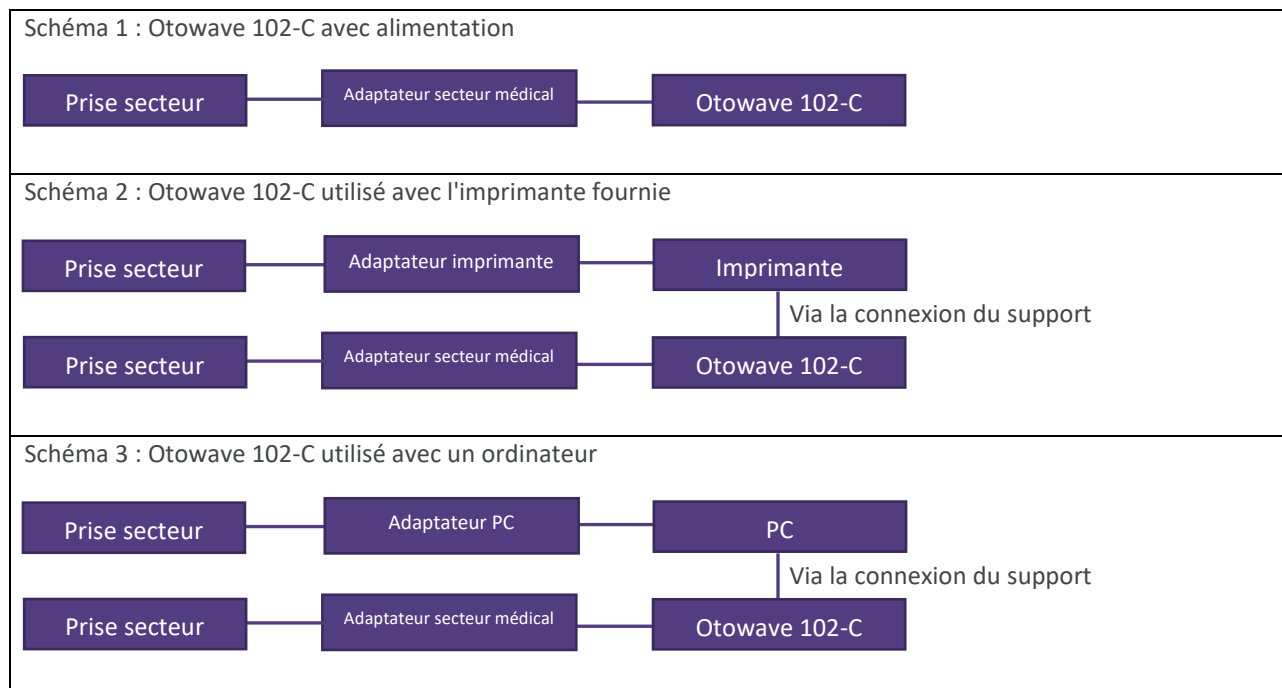 Schéma 1 : Otowave 102-C avec alimentation
Prise secteur
Adaptateur secteur médical
Otowave 102-C
Schéma 2 : Otowave 102-C utilisé avec l'imprimante fournie
Prise secteur
Adaptateur imprimante
Imprimante
Via la connexion du support
Prise secteur
Adaptateur secteur médical
Otowave 102-C
Schéma 3 : Otowave 102-C utilisé avec un ordinateur
Prise secteur
Adaptateur PC
PC
Via la connexion du support
Prise secteur
Adaptateur secteur médical
Otowave 102-C